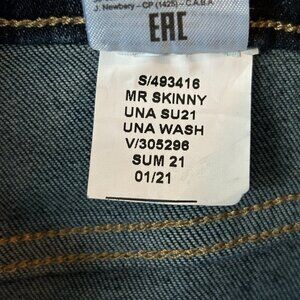 J. Newbery - CP (1425) - C.A.B.A
EAC
S/493416
MR SKINNY
UNA SU21
UNA WASH
V/305296
SUM 21
01/21